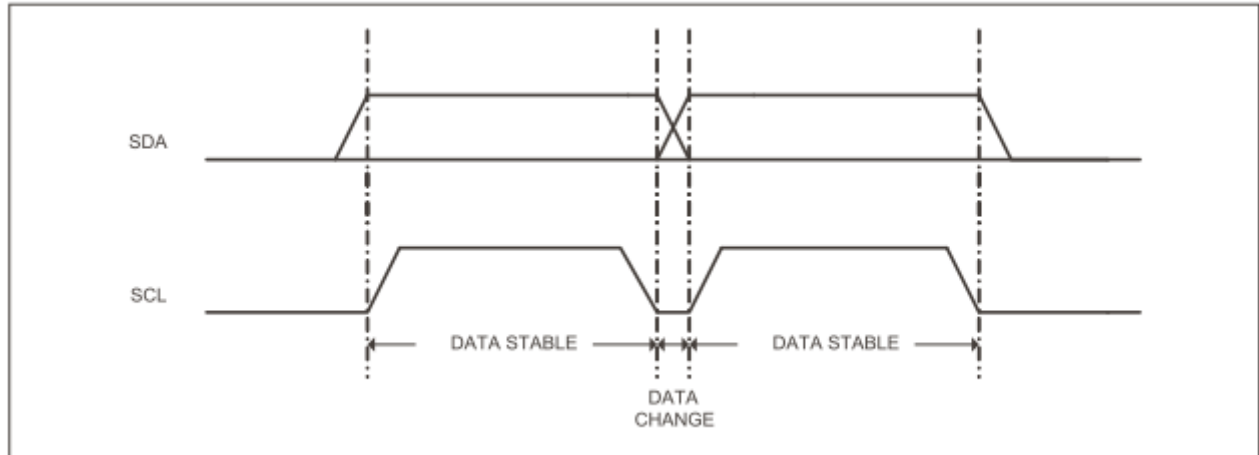 SDA
SCL
DATA STABLE
DATA STABLE
DATA
CHANGE